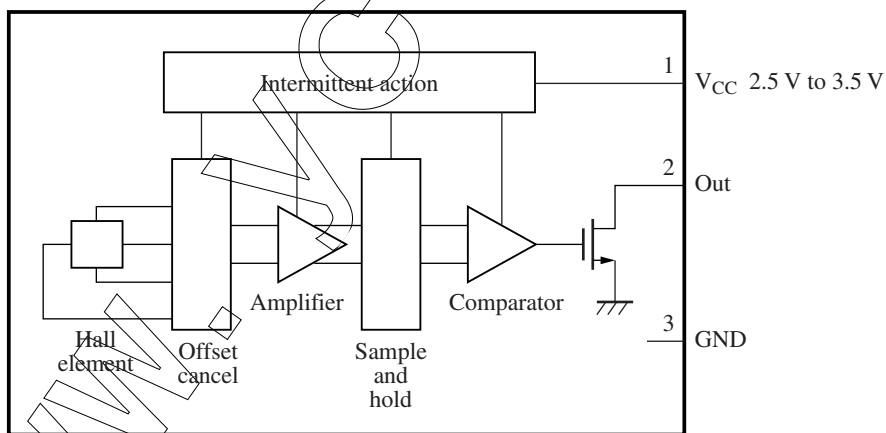 Intermittent action
1
V_CC 2.5 V to 3.5 V
2
Out
Amplifier
Comparator
3
GND
Hall
element
Offset
cancel
Sample
and
hold